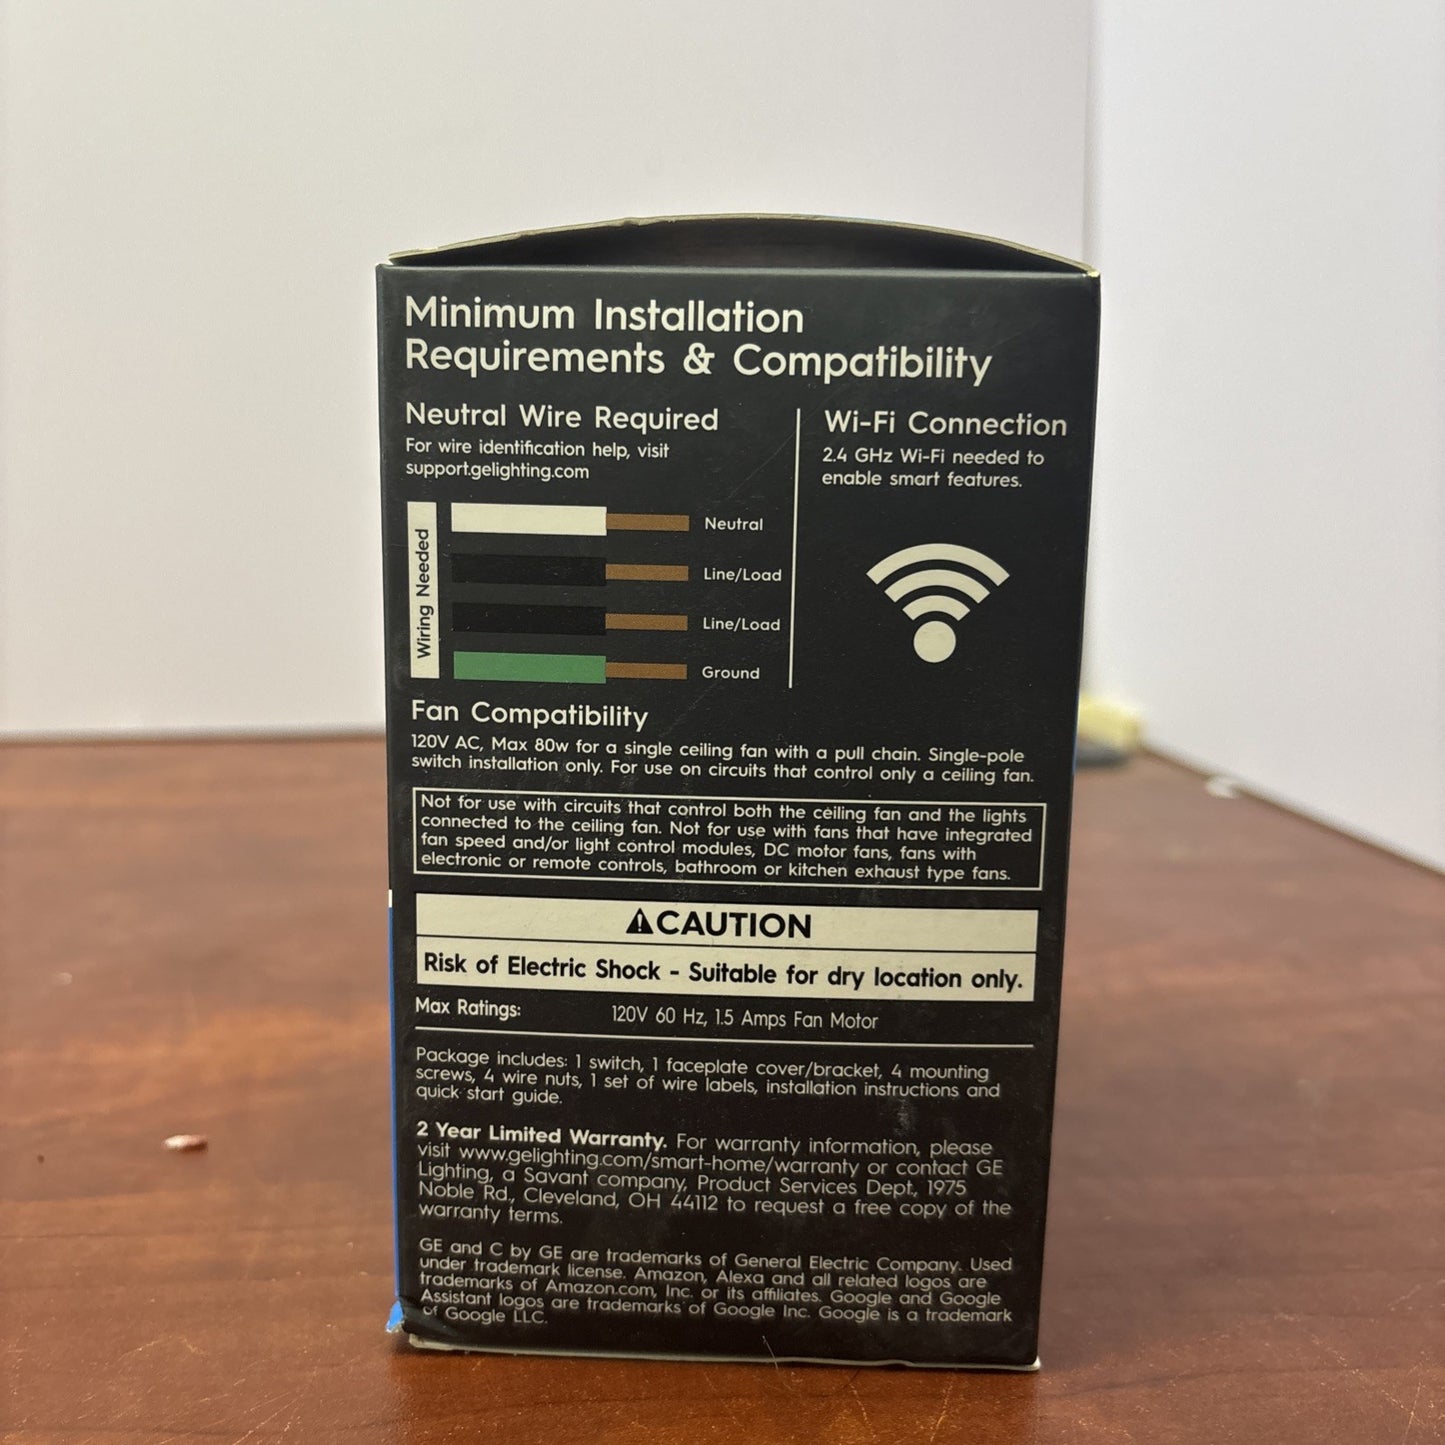 Minimum Installation
Requirements & Compatibility
Neutral Wire Required
For wire identification help, visit
support.gelighting.com
Wiring Needed
Neutral
Line/Load
Line/Load
Ground
Wi-Fi Connection
2.4 GHz Wi-Fi needed to
enable smart features.
Fan Compatibility
120V AC, Max 80w for a single ceiling fan with a pull chain. Single-pole
switch installation only. For use on circuits that control only a ceiling fan.
Not for use with circuits that control both the ceiling fan and the lights
connected to the ceiling fan. Not for use with fans that have integrated
fan speed and/or light control modules, DC motor fans, fans with
electronic or remote controls, bathroom or kitchen exhaust type fans.
⚠CAUTION
Risk of Electric Shock - Suitable for dry location only.
Max Ratings: 120V 60 Hz, 1.5 Amps Fan Motor
Package includes: 1 switch, 1 faceplate cover/bracket, 4 mounting
screws, 4 wire nuts, 1 set of wire labels, installation instructions and
quick start guide.
2 Year Limited Warranty. For warranty information, please
visit www.gelighting.com/smart-home/warranty or contact GE
Lighting, a Savant company, Product Services Dept., 1975
Noble Rd., Cleveland, OH 44112 to request a free copy of the
warranty terms.
GE and C by GE are trademarks of General Electric Company. Used
under trademark license. Amazon, Alexa and all related logos are
trademarks of Amazon.com, Inc. or its affiliates. Google and Google
Assistant logos are trademarks of Google Inc. Google is a trademark
of Google LLC.